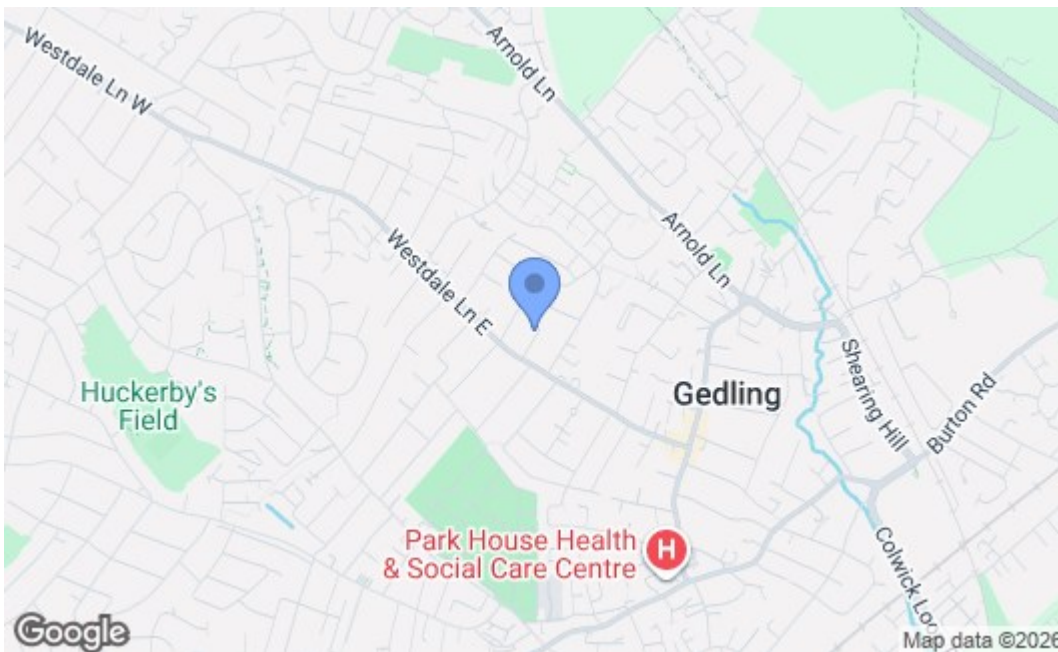 Westdale Ln W
Arnold Ln
Arnold Ln
Westdale Ln E
Huckerby's
Field
Gedling
Shearing Hill
Burton Rd
Park House Health
& Social Care Centre
H
Colwick Loo
Google
Map data ©2026